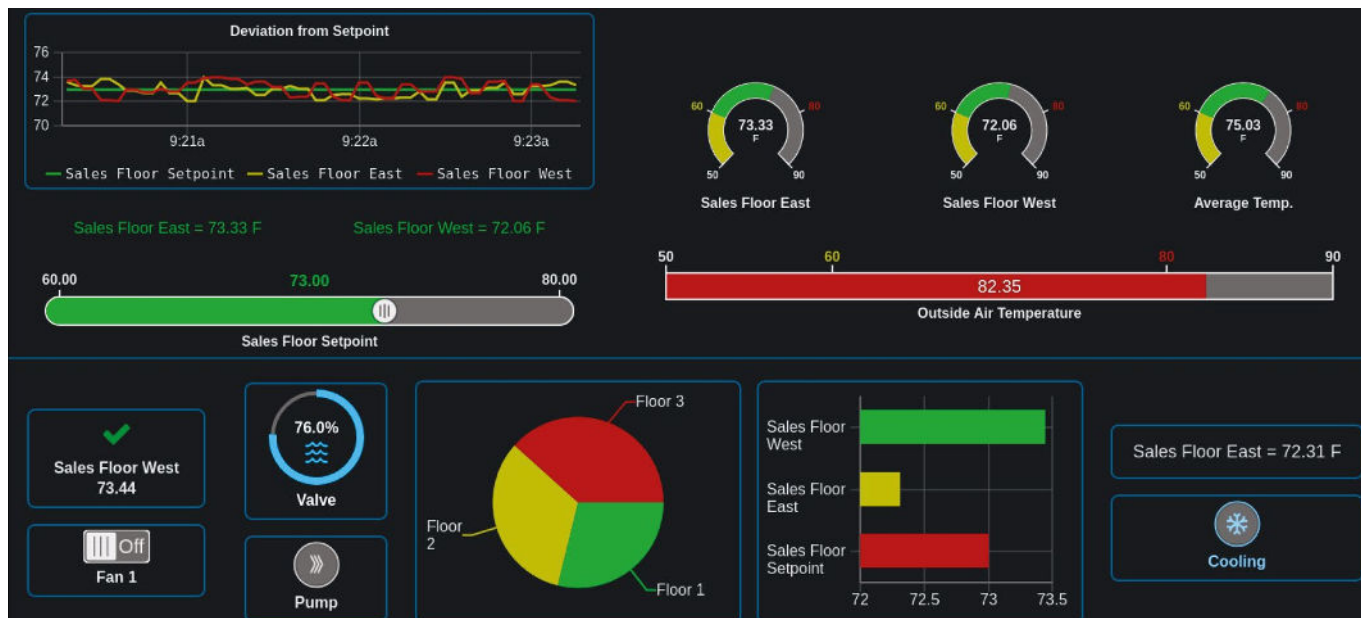 Deviation from Setpoint
76
74
72
70
9:21a 9:22a 9:23a
Sales Floor Setpoint Sales Floor East Sales Floor West
60 80
73.33
F
50 90
Sales Floor East
60 80
72.06
F
50 90
Sales Floor West
60 80
75.03
F
50 90
Average Temp.
Sales Floor East = 73.33 F Sales Floor West = 72.06 F
60.00 73.00 80.00
Sales Floor Setpoint
50 60 80 90
82.35
Outside Air Temperature
Sales Floor West
73.44
Off
Fan 1
76.0%
Valve
Pump
Floor 3
Floor
2
Floor 1
Sales Floor
West
Sales Floor
East
Sales Floor
Setpoint
72 72.5 73 73.5
Sales Floor East = 72.31 F
Cooling